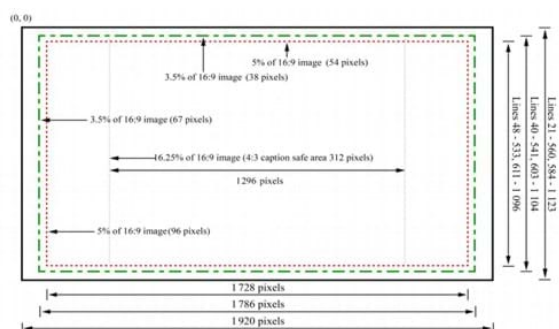 (0, 0)
5% of 16:9 image (54 pixels)
3.5% of 16:9 image (38 pixels)
3.5% of 16:9 image (67 pixels)
16.25% of 16:9 image (4:3 caption safe area 312 pixels)
1296 pixels
5% of 16:9 image(96 pixels)
Lines 48 - 533, 611 - 1 096
Lines 40 - 541, 603 - 1 104
Lines 21 - 560, 584 - 1 123
1 728 pixels
1 786 pixels
1 920 pixels